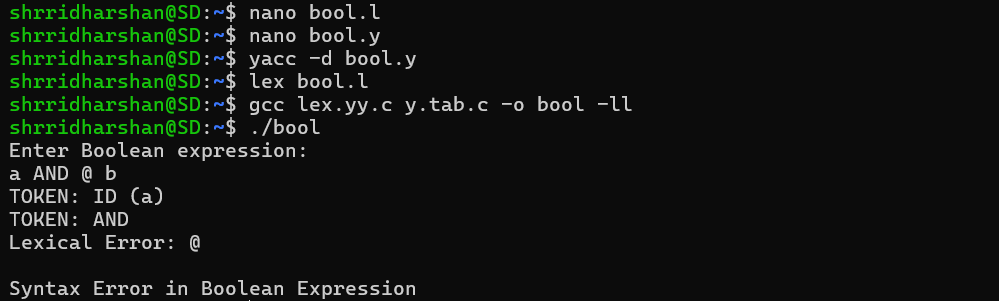 shrridharshan@SD:~$ nano bool.l
shrridharshan@SD:~$ nano bool.y
shrridharshan@SD:~$ yacc -d bool.y
shrridharshan@SD:~$ lex bool.l
shrridharshan@SD:~$ gcc lex.yy.c y.tab.c -o bool -ll
shrridharshan@SD:~$ ./bool
Enter Boolean expression:
a AND @ b
TOKEN: ID (a)
TOKEN: AND
Lexical Error: @
Syntax Error in Boolean Expression